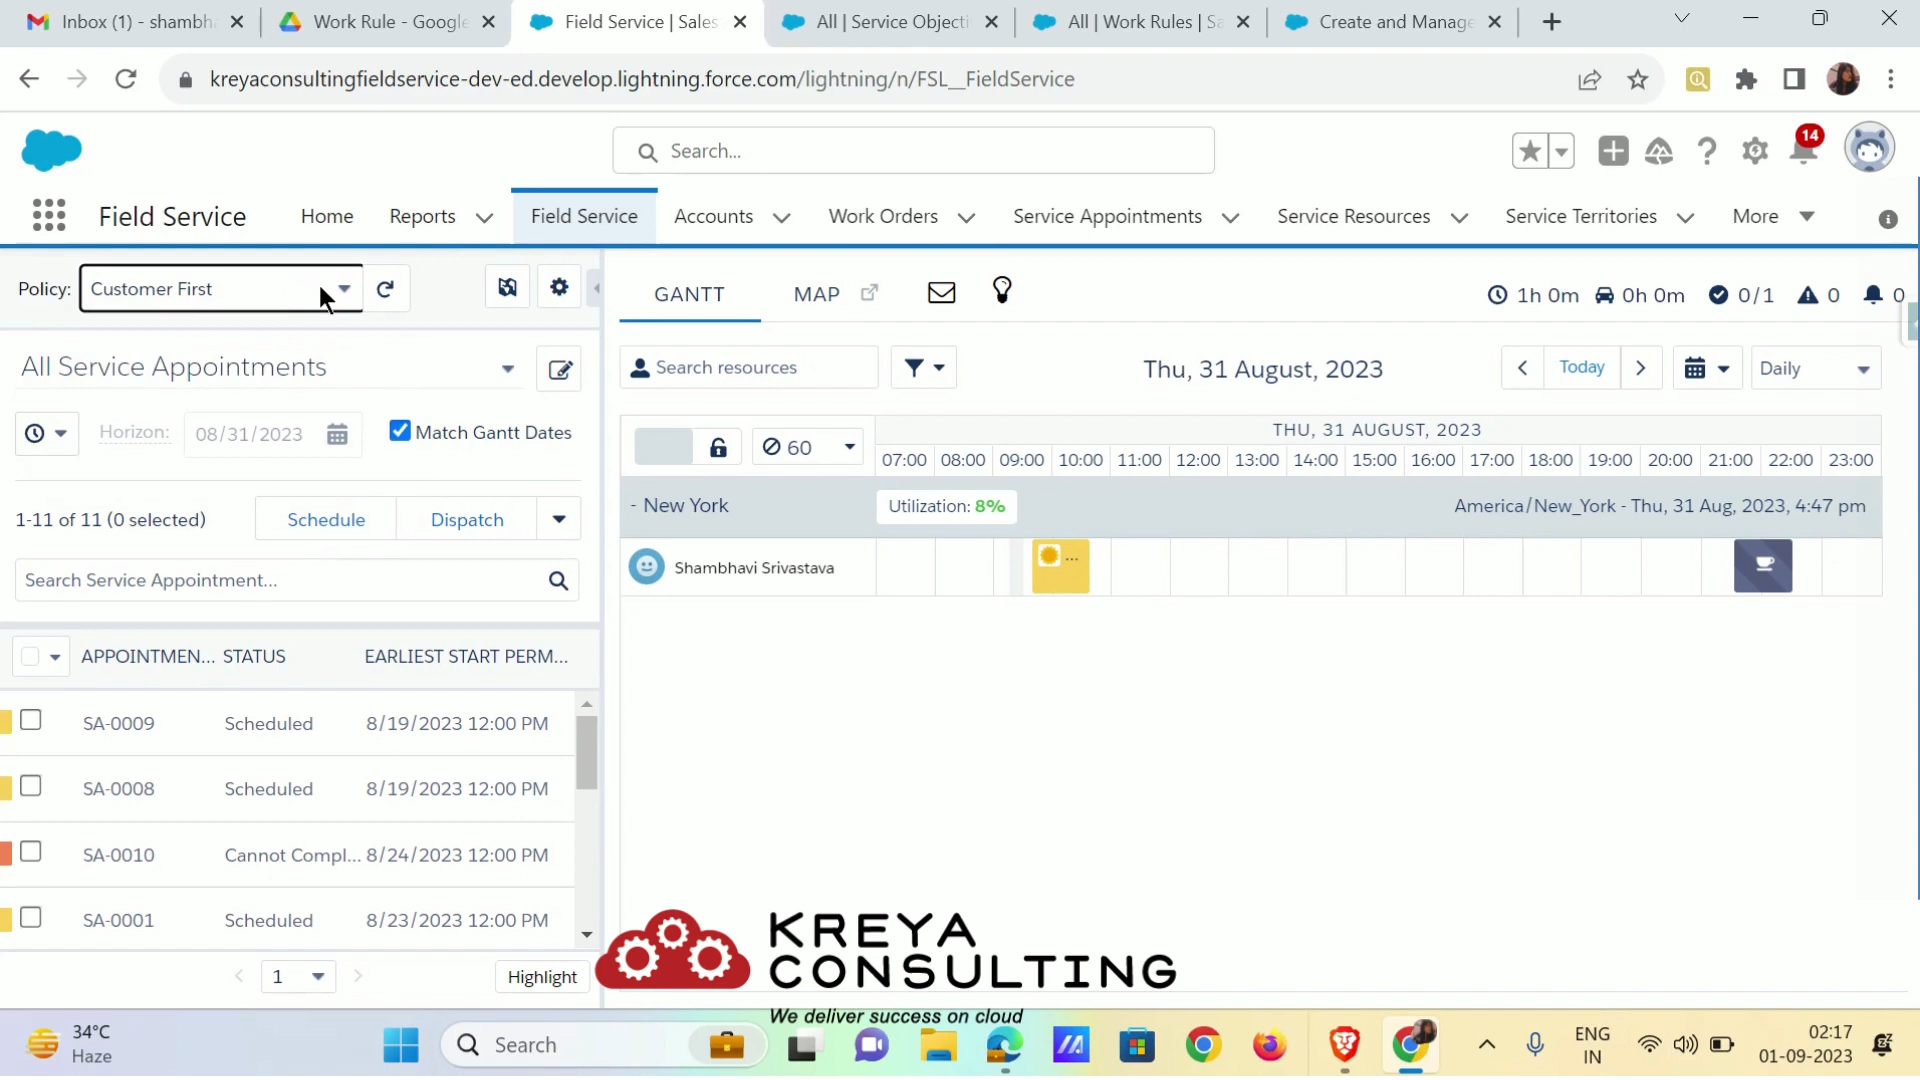 Inbox (1) - shambh
Work Rule - Google
Field Service | Sales
All | Service Objecti
All | Work Rules | Sa
Create and Manage
kreyaconsultingfieldservice-dev-ed.develop.lightning.force.com/lightning/n/FSL__FieldService
Search...
14
Field Service
Home
Reports
Field Service
Accounts
Work Orders
Service Appointments
Service Resources
Service Territories
More
Policy:
Customer First
GANTT
MAP
1h 0m
0h 0m
0/1
0
0
All Service Appointments
Search resources
Thu, 31 August, 2023
Today
Daily
Horizon:
08/31/2023
Match Gantt Dates
60
THU, 31 AUGUST, 2023
07:00 08:00 09:00 10:00 11:00 12:00 13:00 14:00 15:00 16:00 17:00 18:00 19:00 20:00 21:00 22:00 23:00
1-11 of 11 (0 selected)
Schedule
Dispatch
- New York
Utilization: 8%
America/New_York - Thu, 31 Aug, 2023, 4:47 pm
Search Service Appointment...
Shambhavi Srivastava
...
APPOINTMEN... STATUS EARLIEST START PERM...
SA-0009 Scheduled 8/19/2023 12:00 PM
SA-0008 Scheduled 8/19/2023 12:00 PM
SA-0010 Cannot Compl... 8/24/2023 12:00 PM
SA-0001 Scheduled 8/23/2023 12:00 PM
1
Highlight
KREYA
CONSULTING
We deliver success on cloud
34°C
Haze
Search
ENG
IN
02:17
01-09-2023